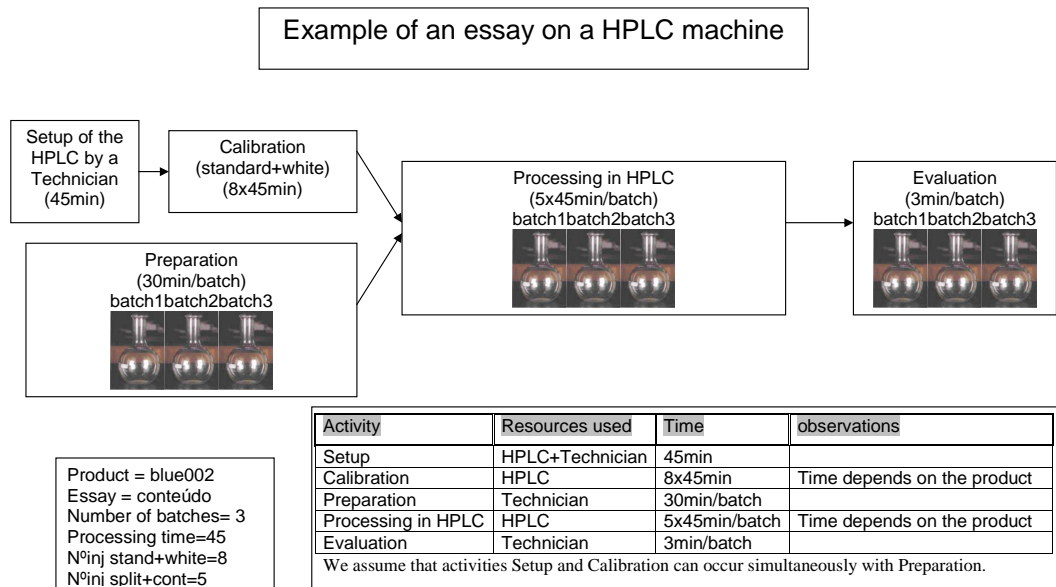 Example of an essay on a HPLC machine
Setup of the
HPLC by a
Technician
(45min)
Calibration
(standard+white)
(8x45min)
Preparation
(30min/batch)
batch1batch2batch3
Processing in HPLC
(5x45min/batch)
batch1batch2batch3
Evaluation
(3min/batch)
batch1batch2batch3
Product = blue002
Essay = conteúdo
Number of batches= 3
Processing time=45
Nºinj stand+white=8
Nºinj split+cont=5
Activity Resources used Time observations
Setup HPLC+Technician 45min
Calibration HPLC 8x45min Time depends on the product
Preparation Technician 30min/batch
Processing in HPLC HPLC 5x45min/batch Time depends on the product
Evaluation Technician 3min/batch
We assume that activities Setup and Calibration can occur simultaneously with Preparation.